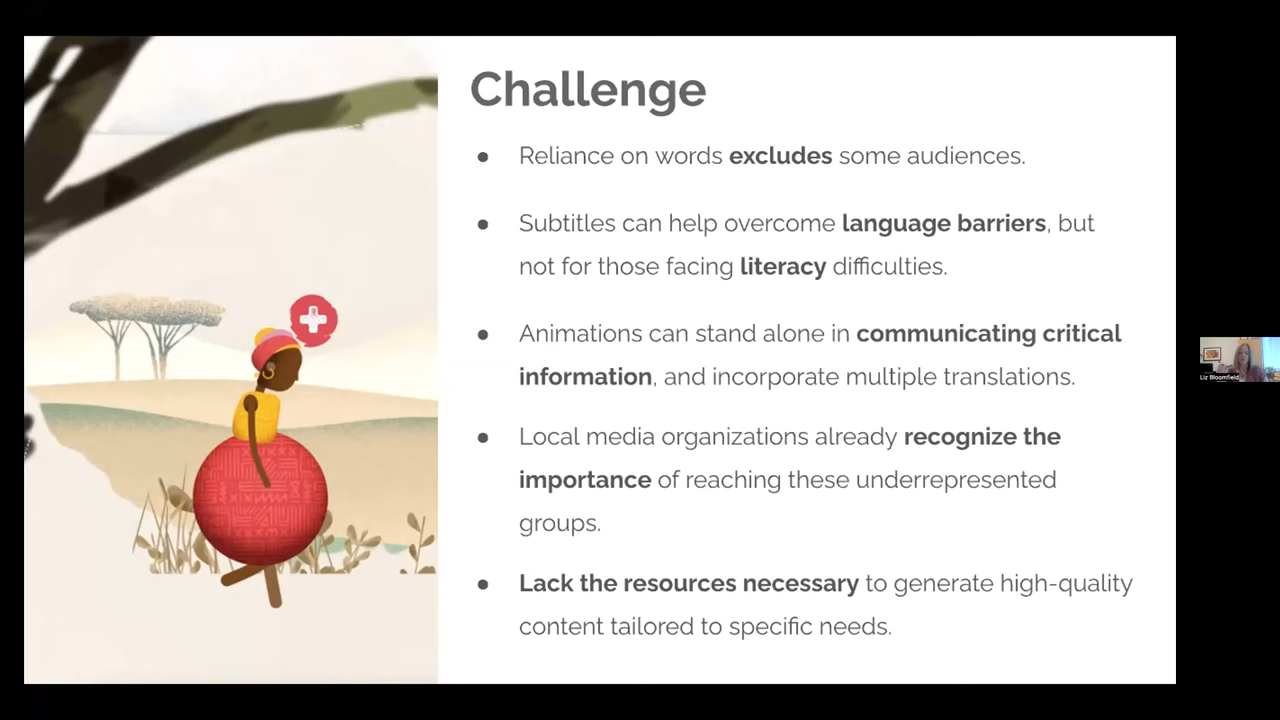 Challenge
● Reliance on words excludes some audiences.
● Subtitles can help overcome language barriers, but
not for those facing literacy difficulties.
● Animations can stand alone in communicating critical
information, and incorporate multiple translations.
● Local media organizations already recognize the
importance of reaching these underrepresented
groups.
● Lack the resources necessary to generate high-quality
content tailored to specific needs.
Liz Bloomfield